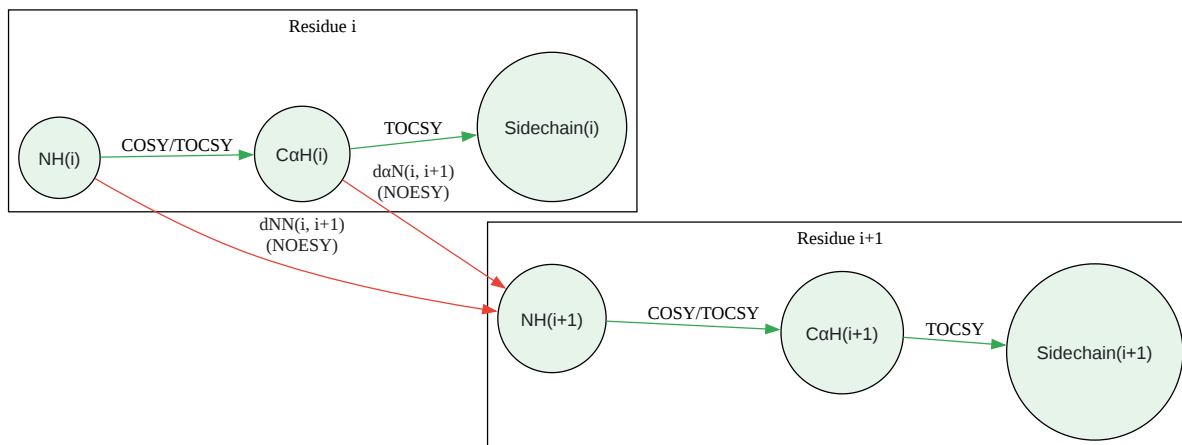 Residue i
NH(i)
COSY/TOCSY
CαH(i)
TOCSY
Sidechain(i)
dαN(i, i+1)
(NOESY)
dNN(i, i+1)
(NOESY)
Residue i+1
NH(i+1)
COSY/TOCSY
CαH(i+1)
TOCSY
Sidechain(i+1)